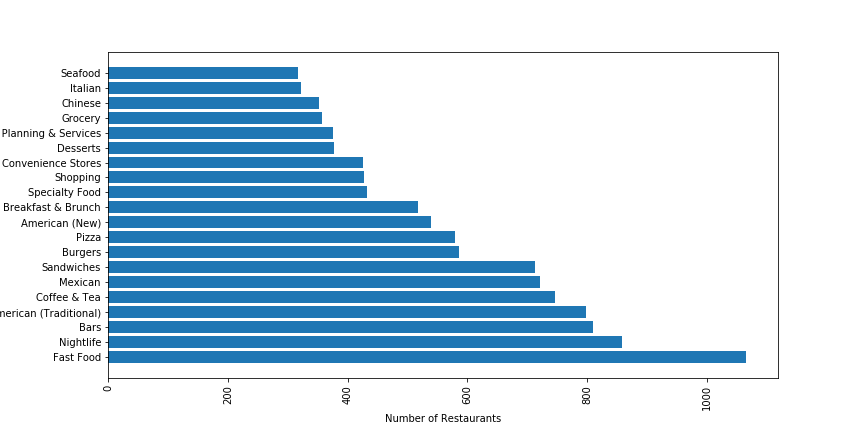 Seafood
Italian
Chinese
Grocery
Planning & Services
Desserts
Convenience Stores
Shopping
Specialty Food
Breakfast & Brunch
American (New)
Pizza
Burgers
Sandwiches
Mexican
Coffee & Tea
merican (Traditional)
Bars
Nightlife
Fast Food
0 200 400 600 800 1000
Number of Restaurants